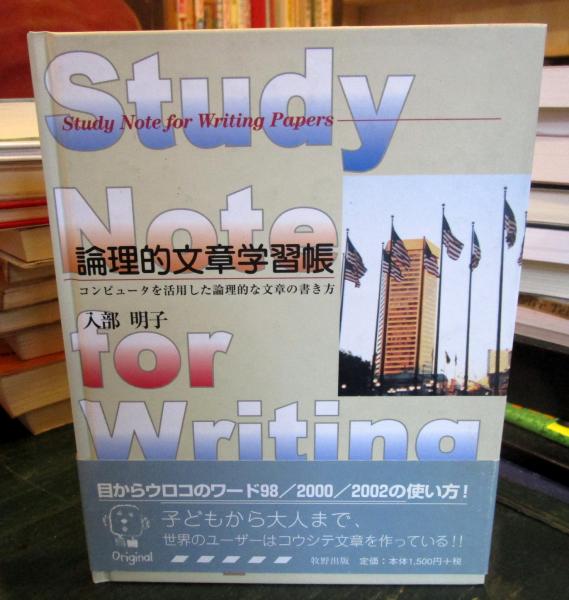 Study
Study Note for Writing Papers
Note
論理的文章学習帳
コンピュータを活用した論理的な文章の書き方
入部 明子
for
Writing
目からウロコのワード98／2000／2002の使い方！
子どもから大人まで、
世界のユーザーはコウシテ文章を作っている!!
Original
牧野出版 定価：本体1,500円＋税